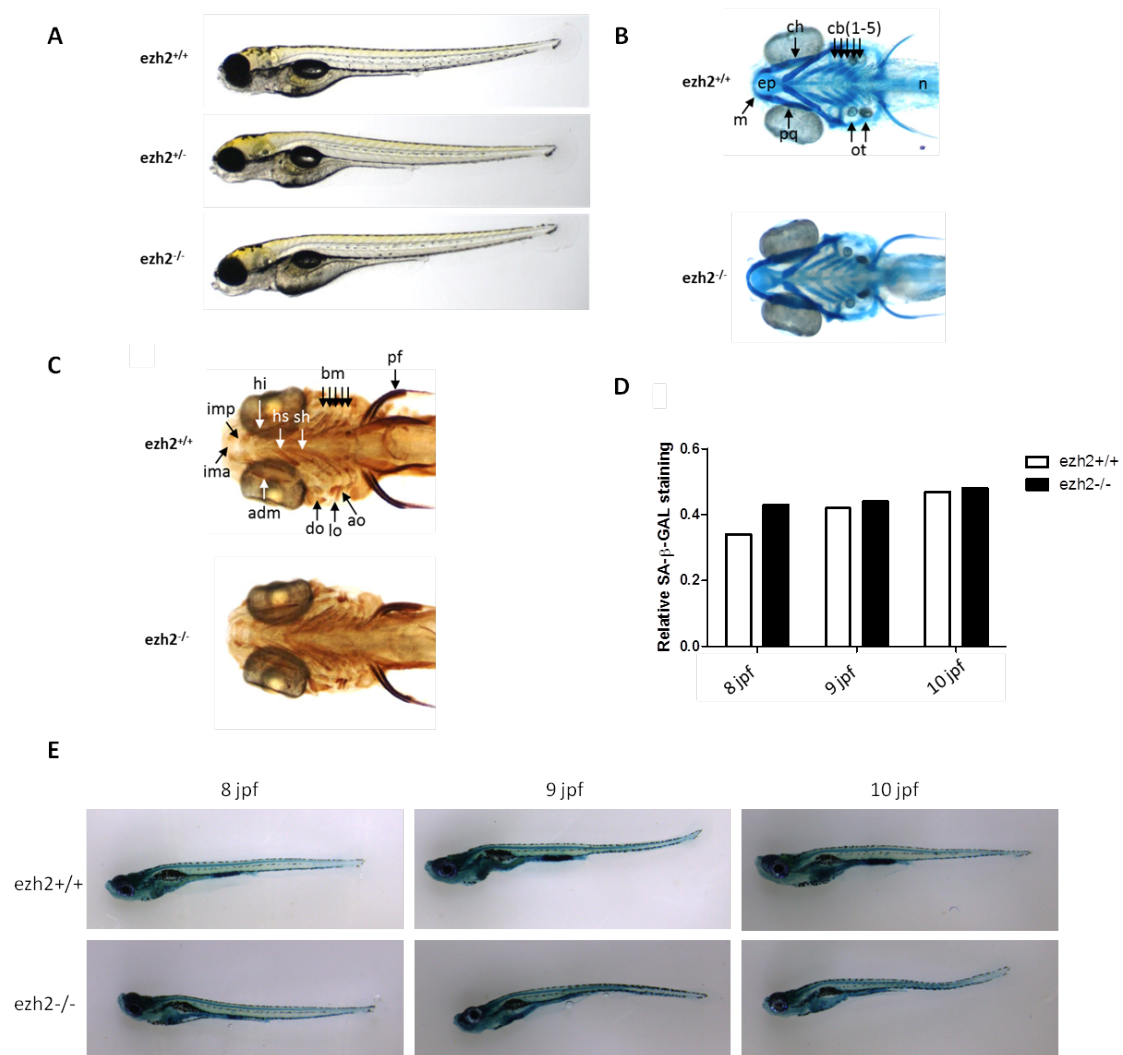 A
ezh2+/+
ezh2+/-
ezh2-/-
B
ch
cb(1-5)
ezh2+/+
ep
n
m
pq
ot
ezh2-/-
C
pf
bm
hi
imp
hs
sh
ezh2+/+
ima
adm
do
lo
ao
ezh2-/-
D
Relative SA-β-GAL staining
0.6
0.4
0.2
0.0
ezh2+/+
ezh2-/-
8 jpf
9 jpf
10 jpf
E
8 jpf
9 jpf
10 jpf
ezh2+/+
ezh2-/-